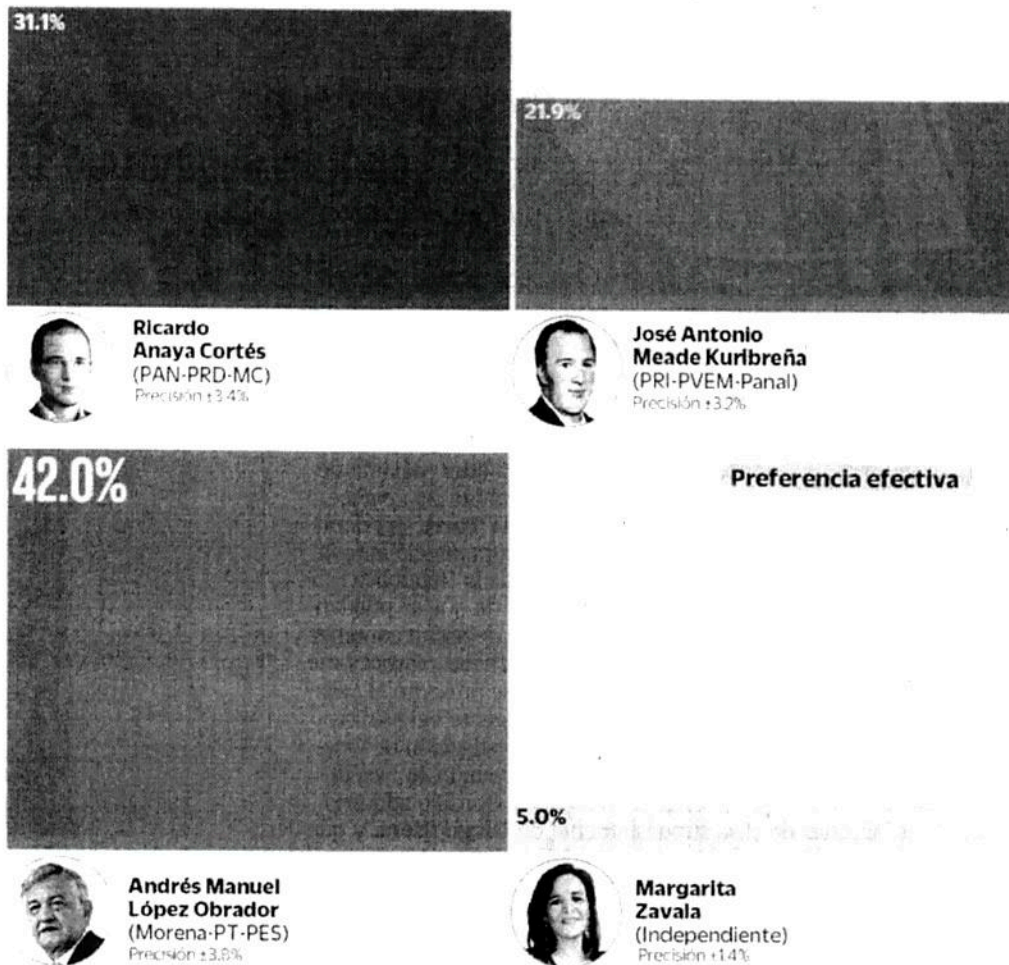 31.1%
21.9%
Ricardo
Anaya Cortés
(PAN-PRD-MC)
Precisión ±3.4%
José Antonio
Meade Kurlbreña
(PRI-PVEM-Panal)
Precisión ±3.2%
42.0%
Preferencia efectiva
5.0%
Andrés Manuel
López Obrador
(Morena-PT-PES)
Precisión ±3.8%
Margarita
Zavala
(Independiente)
Precisión ±1.4%